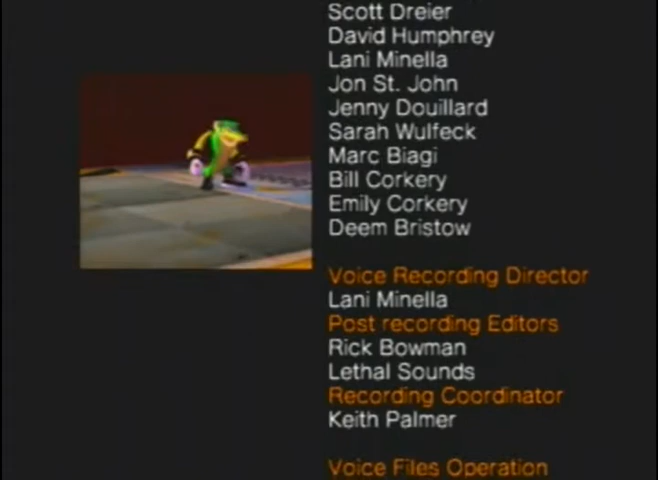 Scott Dreier
David Humphrey
Lani Minella
Jon St. John
Jenny Douillard
Sarah Wulfeck
Marc Biagi
Bill Corkery
Emily Corkery
Deem Bristow
Voice Recording Director
Lani Minella
Post recording Editors
Rick Bowman
Lethal Sounds
Recording Coordinator
Keith Palmer
Voice Files Operation